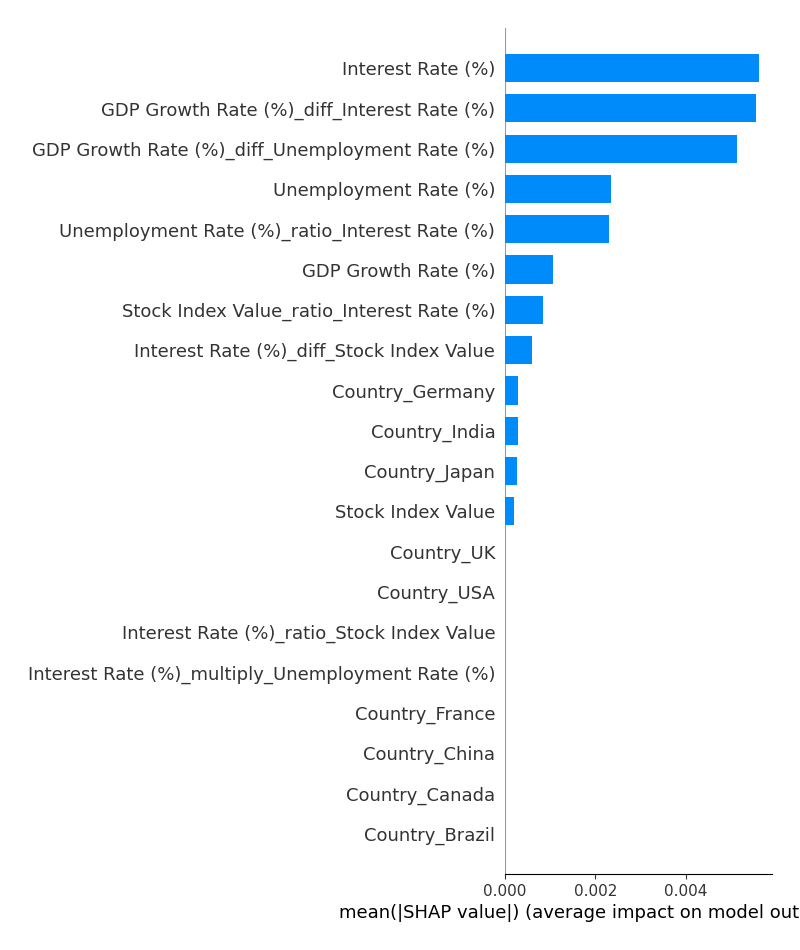 Interest Rate (%)
GDP Growth Rate (%)_diff_Interest Rate (%)
GDP Growth Rate (%)_diff_Unemployment Rate (%)
Unemployment Rate (%)
Unemployment Rate (%)_ratio_Interest Rate (%)
GDP Growth Rate (%)
Stock Index Value_ratio_Interest Rate (%)
Interest Rate (%)_diff_Stock Index Value
Country_Germany
Country_India
Country_Japan
Stock Index Value
Country_UK
Country_USA
Interest Rate (%)_ratio_Stock Index Value
Interest Rate (%)_multiply_Unemployment Rate (%)
Country_France
Country_China
Country_Canada
Country_Brazil
0.000 0.002 0.004
mean(|SHAP value|) (average impact on model out